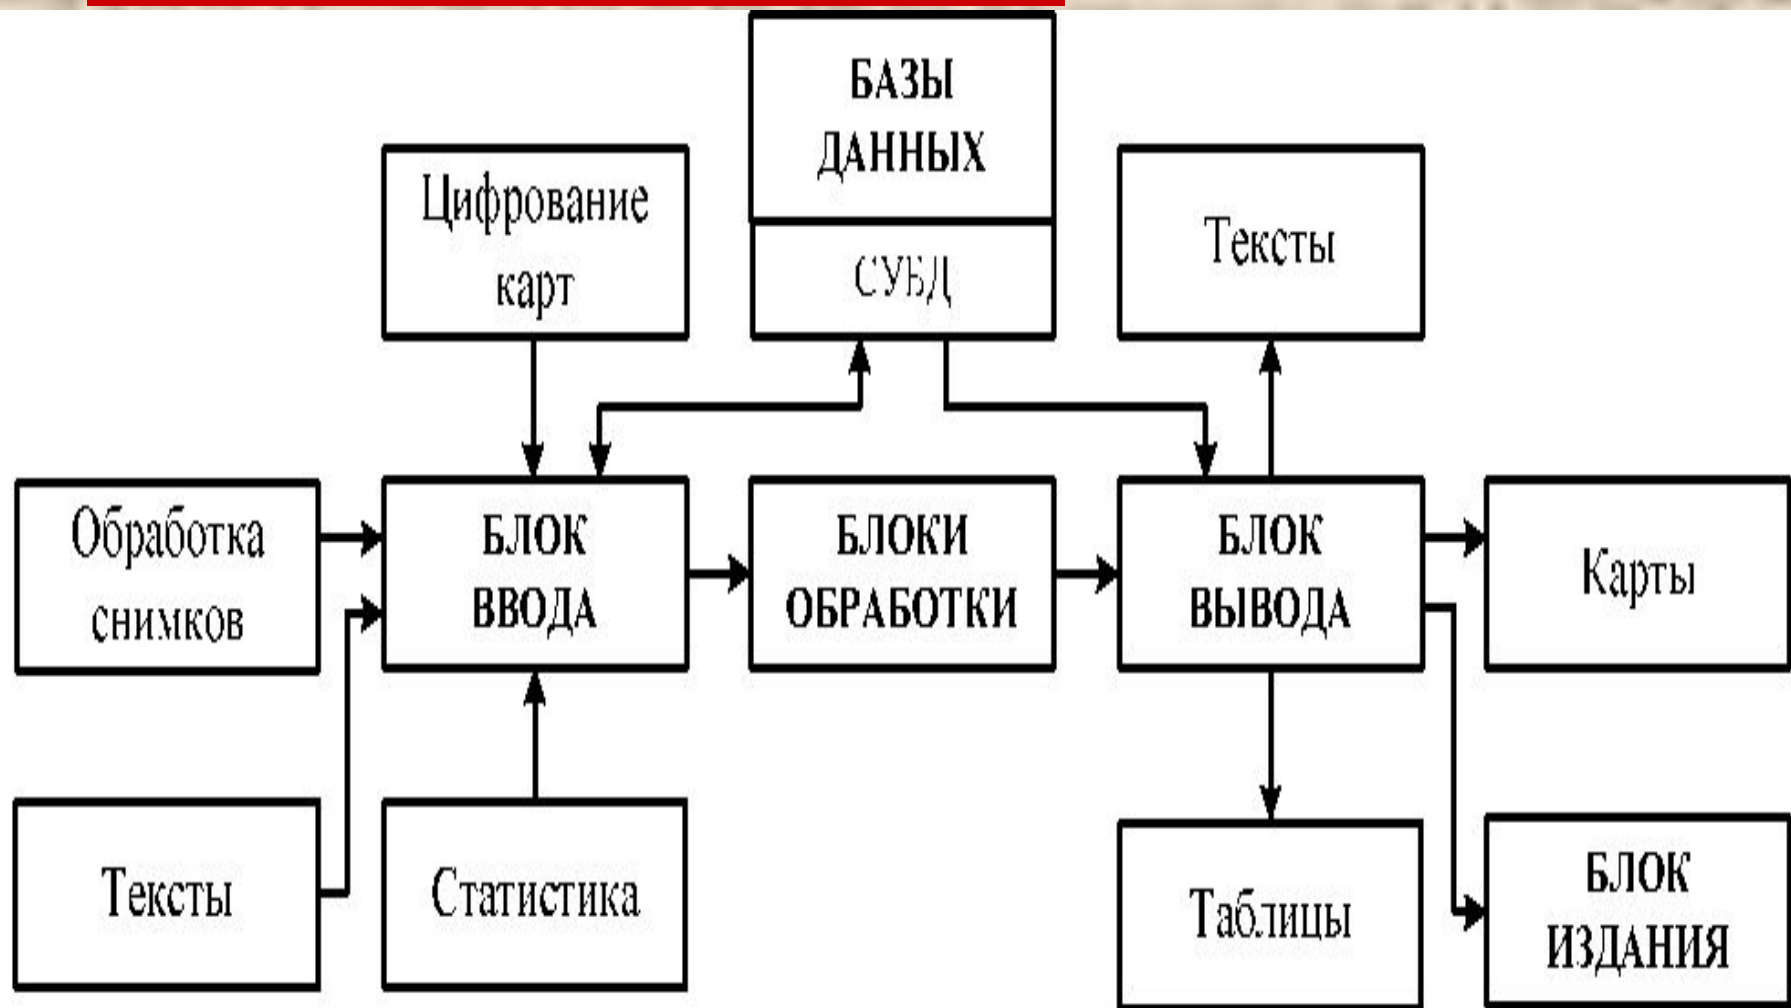 БАЗЫ
ДАННЫХ
СУБД
Цифрование
карт
Тексты
Обработка
снимков
БЛОК
ВВОДА
БЛОКИ
ОБРАБОТКИ
БЛОК
ВЫВОДА
Карты
Тексты
Статистика
Таблицы
БЛОК
ИЗДАНИЯ